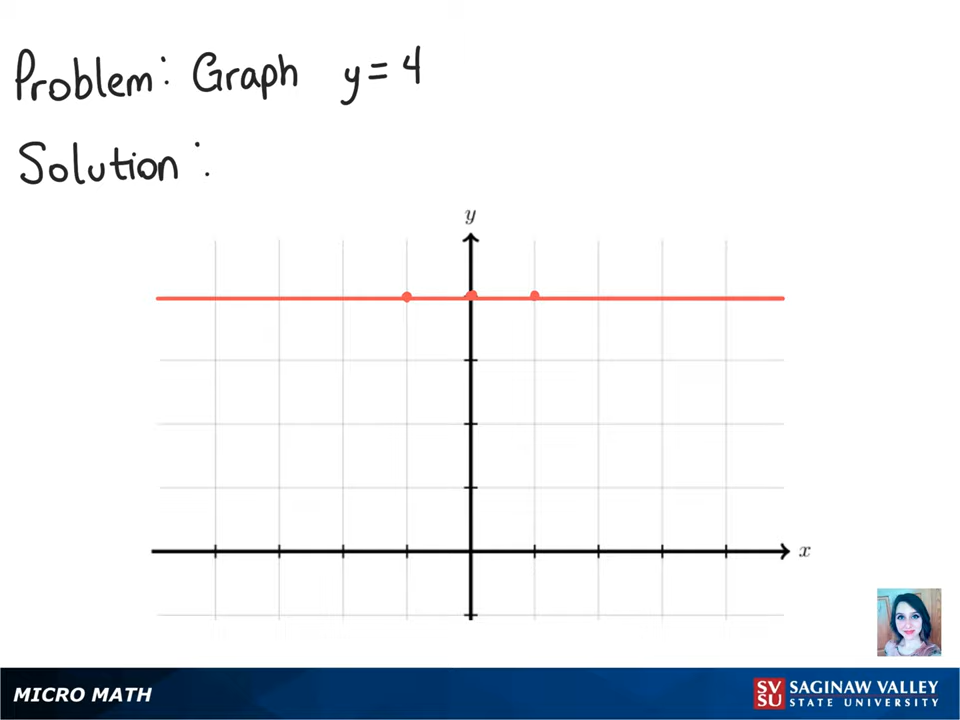 Problem: Graph y = 4
Solution:
y
x
MICRO MATH
SV SU SAGINAW VALLEY
STATE UNIVERSITY